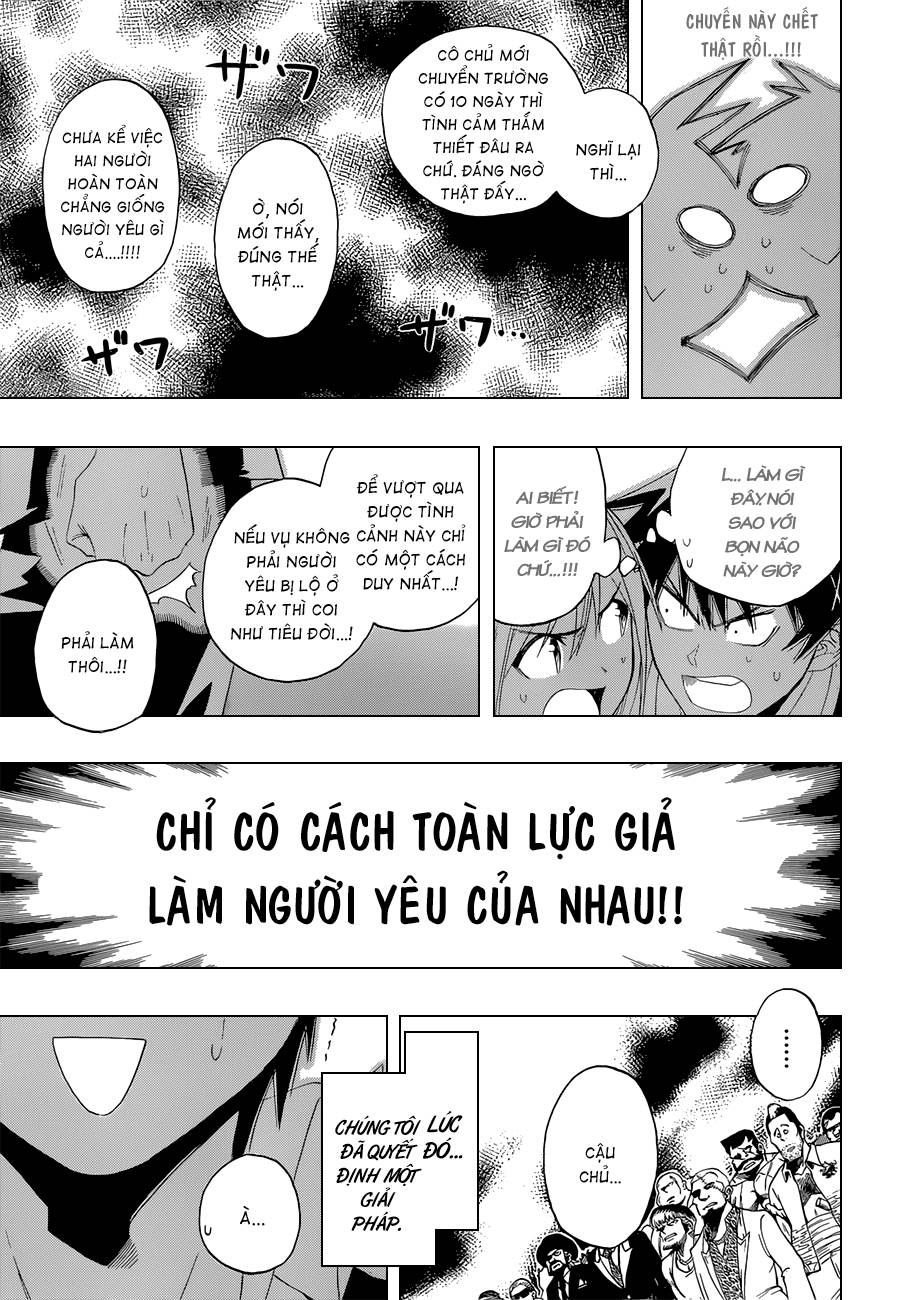 CHUYẾN NÀY CHẾT
THẬT RỒI...!!!
NGHĨ LẠI
THÌ...
CÔ CHỦ MỚI
CHUYỂN TRƯỜNG
CÓ 10 NGÀY THÌ
TÌNH CẢM THẮM
THIẾT ĐÂU RA
CHỨ. ĐÁNG NGỜ
THẬT ĐẤY...
ザワ
Ờ, NÓI
MỚI THẤY,
ĐÚNG THẾ
THẬT...
CHƯA KỂ VIỆC
HAI NGƯỜI
HOÀN TOÀN
CHẲNG GIỐNG
NGƯỜI YÊU GÌ
CẢ....!!!!
ザワ...
ザワ
L... LÀM GÌ
ĐÂY.NÓI
SAO VỚI
BỌN NÃO
NÀY GIỜ?
AI BIẾT!
GIỜ PHẢI
LÀM GÌ ĐÓ
CHỨ...!!!
ĐỂ VƯỢT QUA
ĐƯỢC TÌNH
CẢNH NÀY CHỈ
CÓ MỘT CÁCH
DUY NHẤT...!
NẾU VỤ KHÔNG
PHẢI NGƯỜI
YÊU BỊ LỘ Ở
ĐÂY THÌ COI
NHƯ TIÊU ĐỜI...!
PHẢI LÀM
THÔI...!!
CHỈ CÓ CÁCH TOÀN LỰC GIẢ
LÀM NGƯỜI YÊU CỦA NHAU!!
......
CẬU
CHỦ...
LÚC
ĐÓ...
CHÚNG TÔI
ĐÃ QUYẾT
ĐỊNH MỘT
GIẢI
PHÁP.
À...